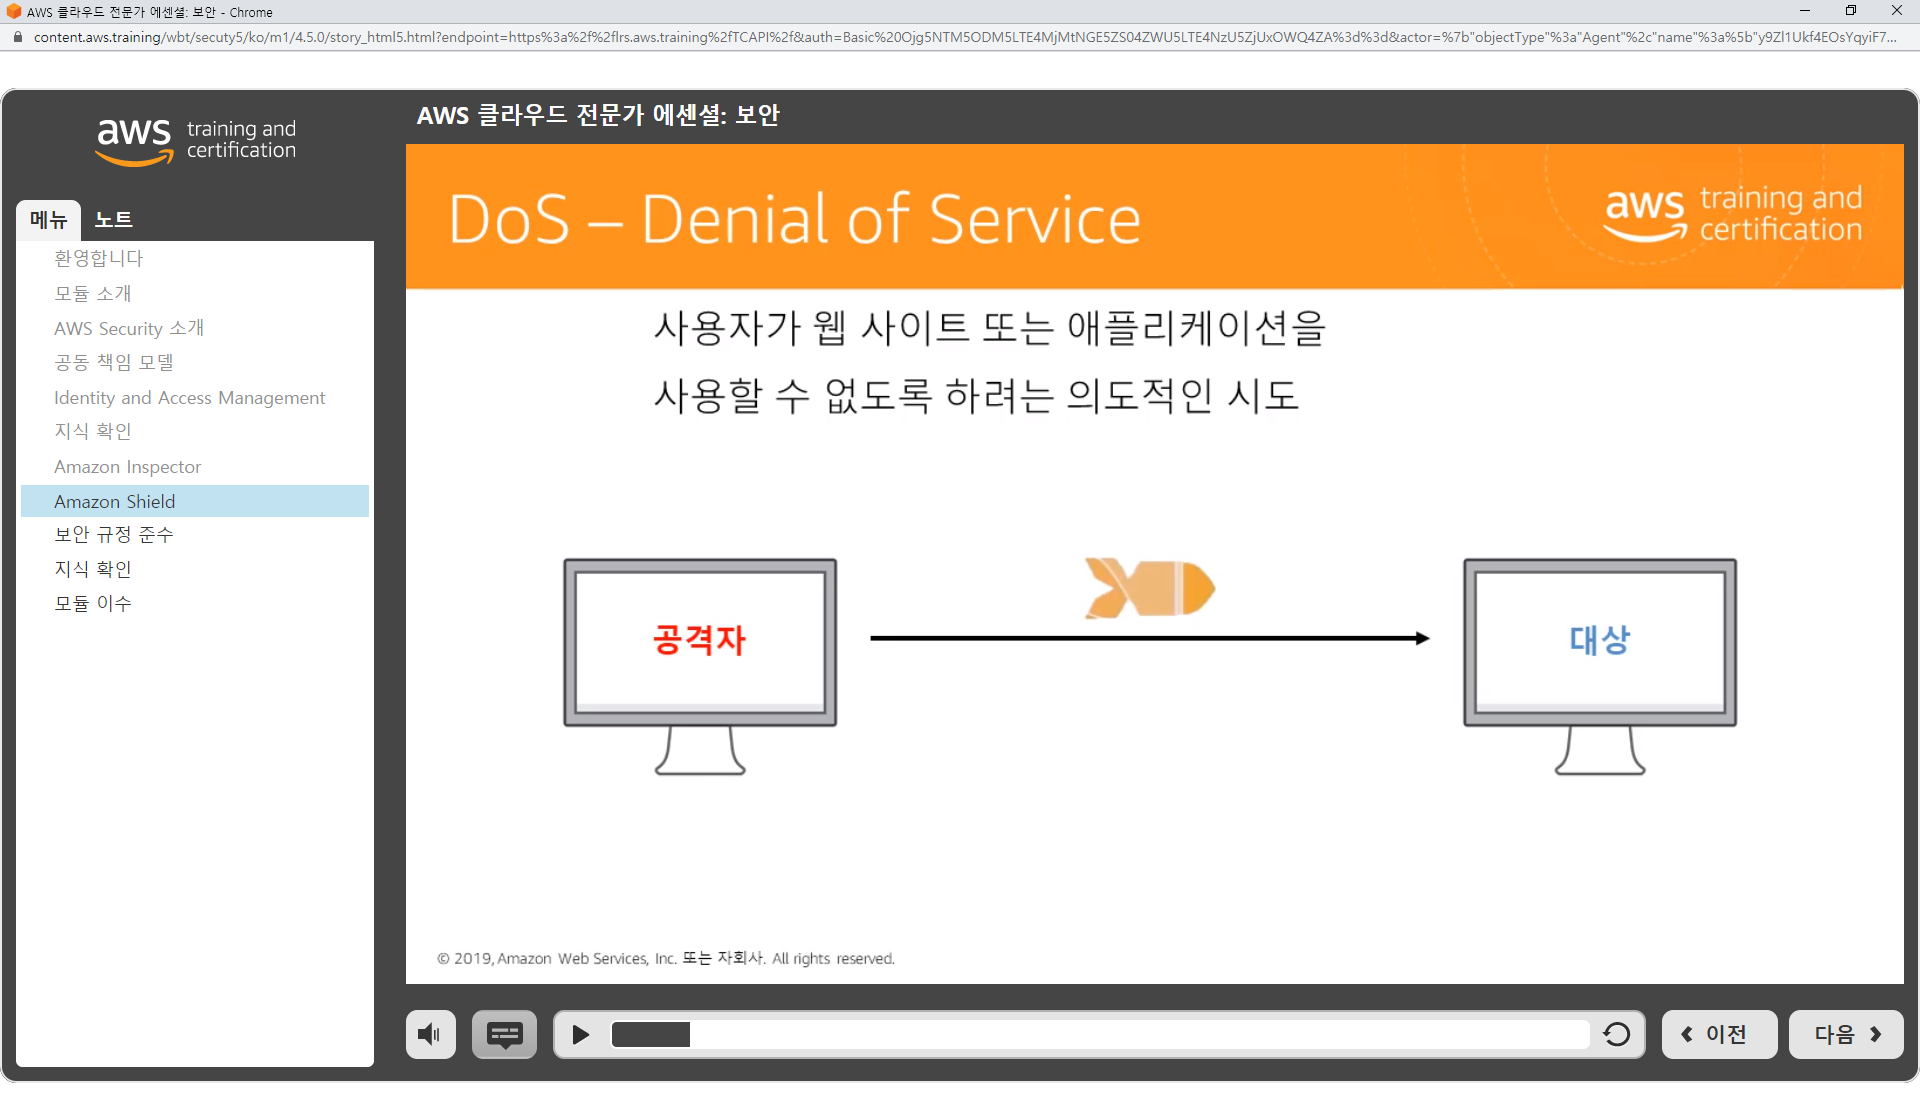 AWS 클라우드 전문가 에센셜: 보안 - Chrome
content.aws.training/wbt/secuty5/ko/m1/4.5.0/story_html5.html?endpoint=https%3a%2f%2flrs.aws.training%2fTCAPI%2f&auth=Basic%20Ojg5NTM5ODM5LTE4MjMtNGE5ZS04ZWU5LTE4NzU5ZjUxOWQ4ZA%3d%3d&actor=%7b"objectType"%3a"Agent"%2c"name"%3a%5b"y9Zl1Ukf4EOsYqyiF7...
aws training and certification
AWS 클라우드 전문가 에센셜: 보안
메뉴 노트
환영합니다
모듈 소개
AWS Security 소개
공동 책임 모델
Identity and Access Management
지식 확인
Amazon Inspector
Amazon Shield
보안 규정 준수
지식 확인
모듈 이수
DoS – Denial of Service
aws training and certification
사용자가 웹 사이트 또는 애플리케이션을
사용할 수 없도록 하려는 의도적인 시도
공격자
대상
© 2019, Amazon Web Services, Inc. 또는 자회사. All rights reserved.
이전
다음